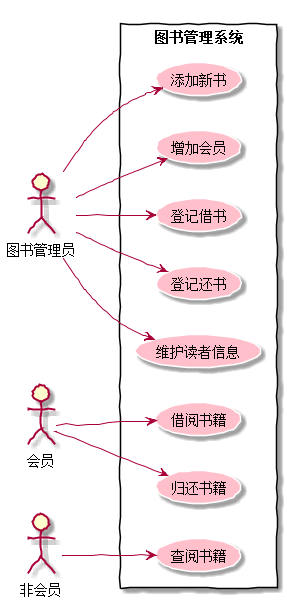 图书管理系统
添加新书
增加会员
登记借书
图书管理员
登记还书
维护读者信息
借阅书籍
会员
归还书籍
查阅书籍
非会员